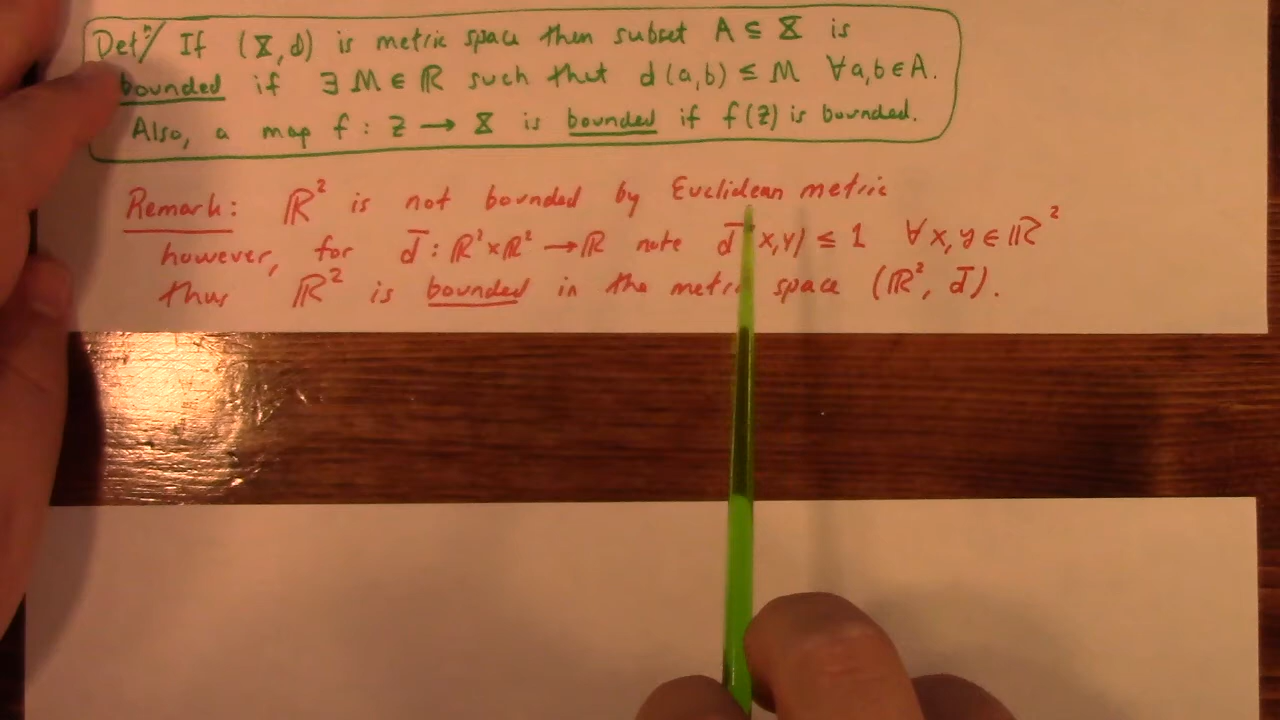 Defⁿ/ If (X, d) is metric space then subset A ⊆ X is
bounded if ∃ M ∈ ℝ such that d(a,b) ≤ M ∀a,b ∈ A.
Also, a map f : Z → X is bounded if f(Z) is bounded.
Remark: ℝ² is not bounded by Euclidean metric
however, for d̄ : ℝ² × ℝ² → ℝ note d̄(x,y) ≤ 1 ∀ x, y ∈ ℝ²
thus ℝ² is bounded in the metric space (ℝ², d̄).